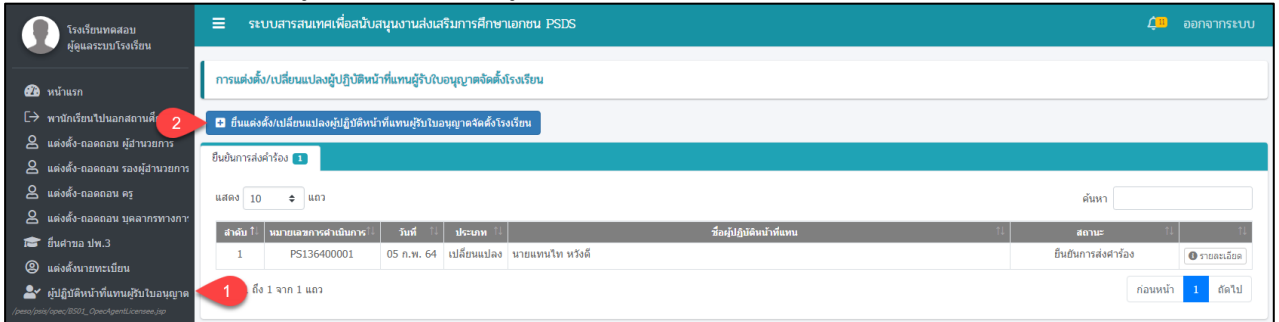 โรงเรียนทดสอบ
ผู้ดูแลระบบโรงเรียน
ระบบสารสนเทศเพื่อสนับสนุนงานส่งเสริมการศึกษาเอกชน PSDS
11 ออกจากระบบ
หน้าแรก
พานักเรียนไปนอกสถานศึ
แต่งตั้ง-ถอดถอน ผู้อำนวยการ
แต่งตั้ง-ถอดถอน รองผู้อำนวยการ
แต่งตั้ง-ถอดถอน ครู
แต่งตั้ง-ถอดถอน บุคลากรทางกา
ยื่นคำขอ ปพ.3
แต่งตั้งนายทะเบียน
ผู้ปฏิบัติหน้าที่แทนผู้รับใบอนุญาต
/peso/psis/opec/BS01_OpecAgentLicensee.jsp
1
2
การแต่งตั้ง/เปลี่ยนแปลงผู้ปฏิบัติหน้าที่แทนผู้รับใบอนุญาตจัดตั้งโรงเรียน
ยื่นแต่งตั้ง/เปลี่ยนแปลงผู้ปฏิบัติหน้าที่แทนผู้รับใบอนุญาตจัดตั้งโรงเรียน
ยืนยันการส่งคำร้อง 1
แสดง 10 แถว ค้นหา
ลำดับ หมายเลขการดำเนินการ วันที่ ประเภท ชื่อผู้ปฏิบัติหน้าที่แทน สถานะ
1 PS136400001 05 ก.พ. 64 เปลี่ยนแปลง นายแทนไท หวังดี ยืนยันการส่งคำร้อง รายละเอียด
ถึง 1 จาก 1 แถว ก่อนหน้า 1 ถัดไป